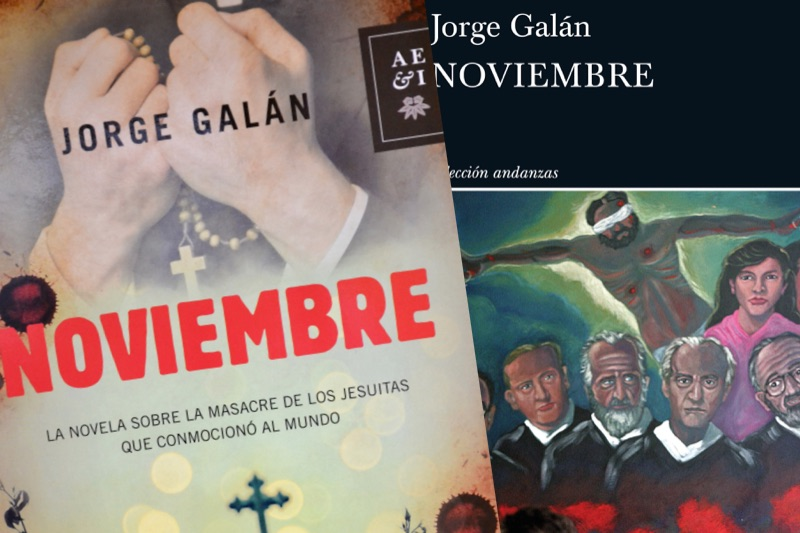 JORGE GALÁN
AE
&I
NOVIEMBRE
LA NOVELA SOBRE LA MASACRE DE LOS JESUITAS
QUE CONMOCIONÓ AL MUNDO
Jorge Galán
NOVIEMBRE
lección andanzas